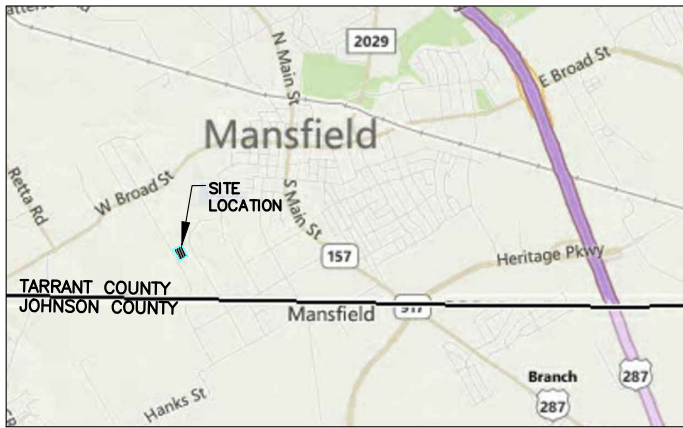 N Main St
2029
E Broad St
Mansfield
Retta Rd
W Broad St
SITE
LOCATION
S Main St
157
Heritage Pkwy
TARRANT COUNTY
JOHNSON COUNTY
Mansfield
917
Branch
287
287
Hanks St